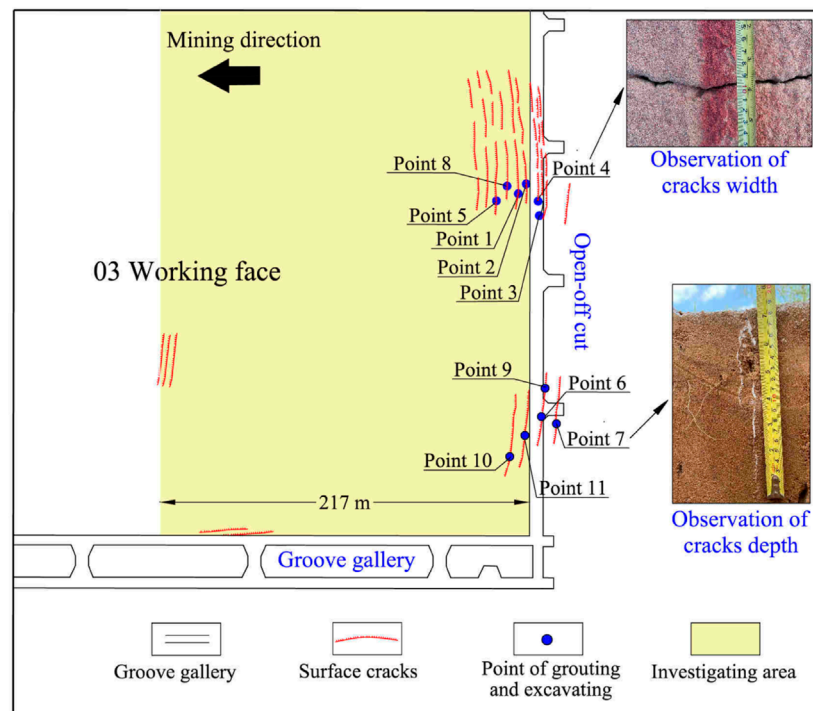 Mining direction
Point 8
Point 4
Observation of
cracks width
Point 5
Point 1
Point 2
Point 3
03 Working face
Open-off cut
Point 9
Point 6
Point 7
Point 10
Point 11
217 m
Observation of
cracks depth
Groove gallery
Groove gallery
Surface cracks
Point of grouting
and excavating
Investigating area